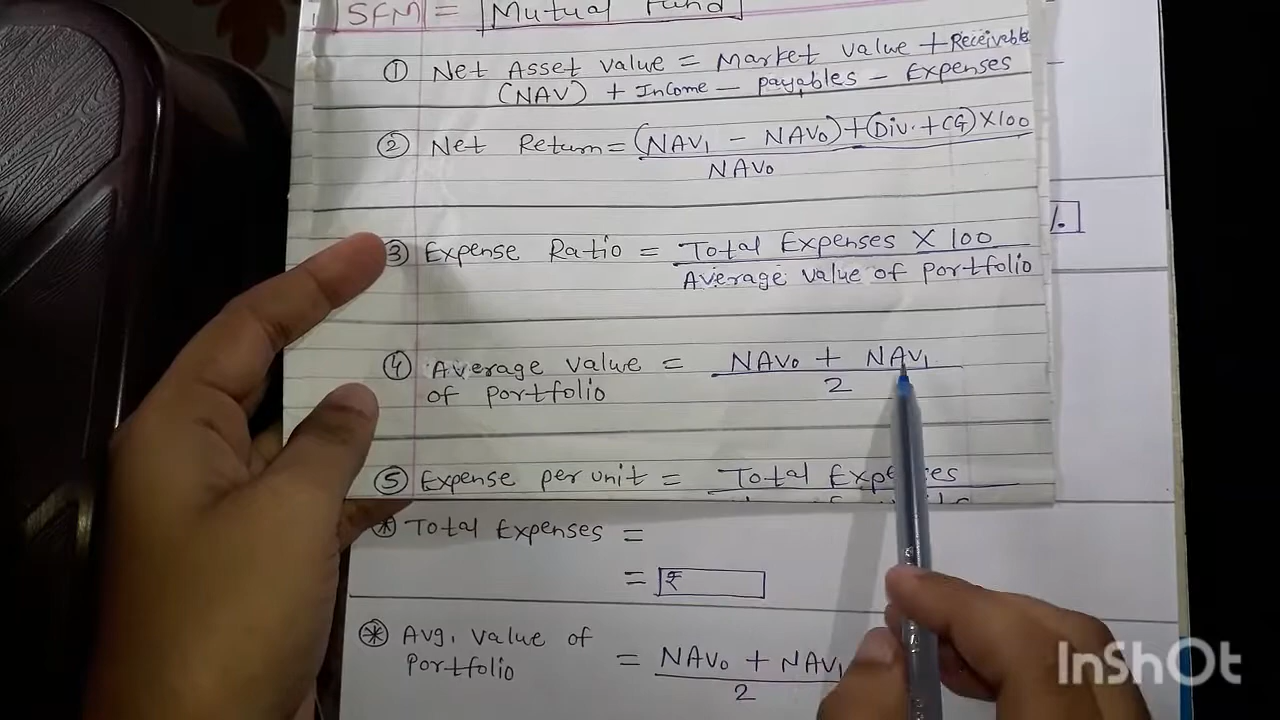 SFM = Mutual Fund
① Net Asset value = Market value + Receivable
(NAV) + Income - payables - Expenses
② Net Return = (NAV₁ - NAV₀) + (Div. + CG) X 100
NAV₀
③ Expense Ratio = Total Expenses X 100
Average value of portfolio
④ Average value = NAV₀ + NAV₁
of portfolio 2
⑤ Expense per unit = Total Expenses
* Total Expenses =
= ₹
* Avg. value of
portfolio = NAV₀ + NAV₁
2
InShOt